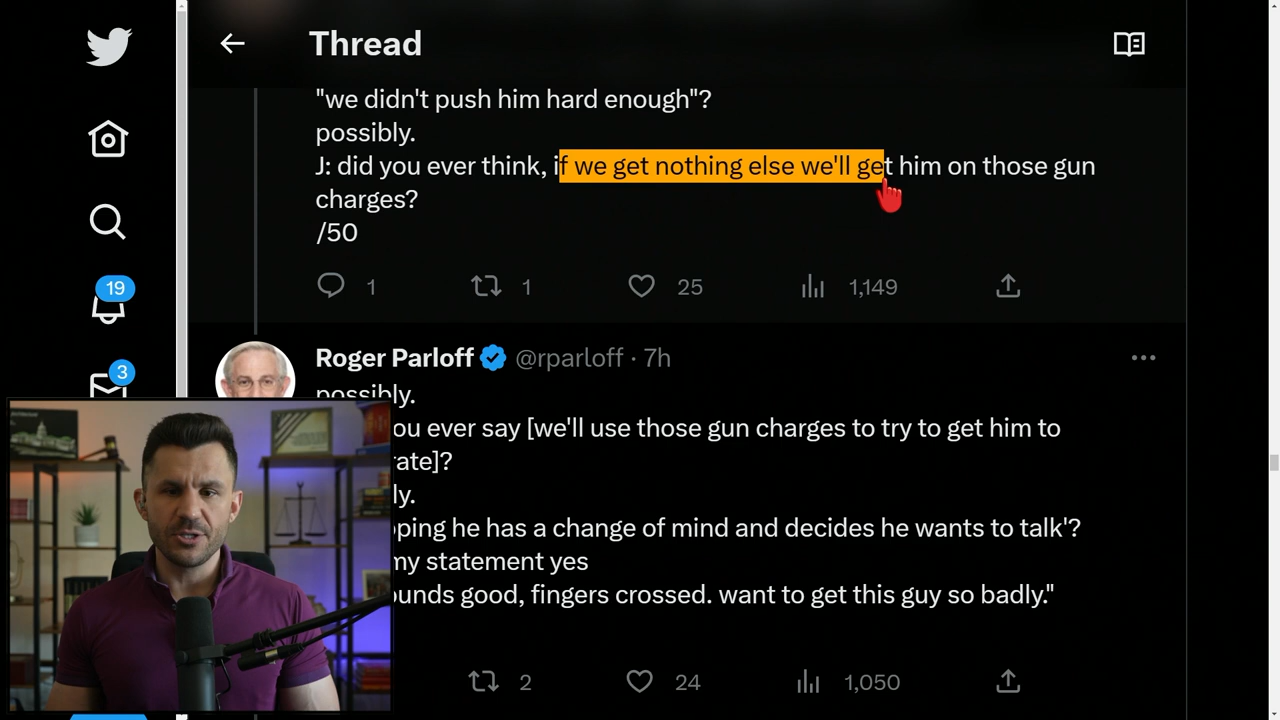 Thread
"we didn't push him hard enough"?
possibly.
J: did you ever think, if we get nothing else we'll get him on those gun
charges?
/50
1
1
25
1,149
19
3
Roger Parloff @rparloff · 7h
possibly.
ou ever say [we'll use those gun charges to try to get him to
rate]?
ly.
ping he has a change of mind and decides he wants to talk'?
my statement yes
unds good, fingers crossed. want to get this guy so badly."
2
24
1,050